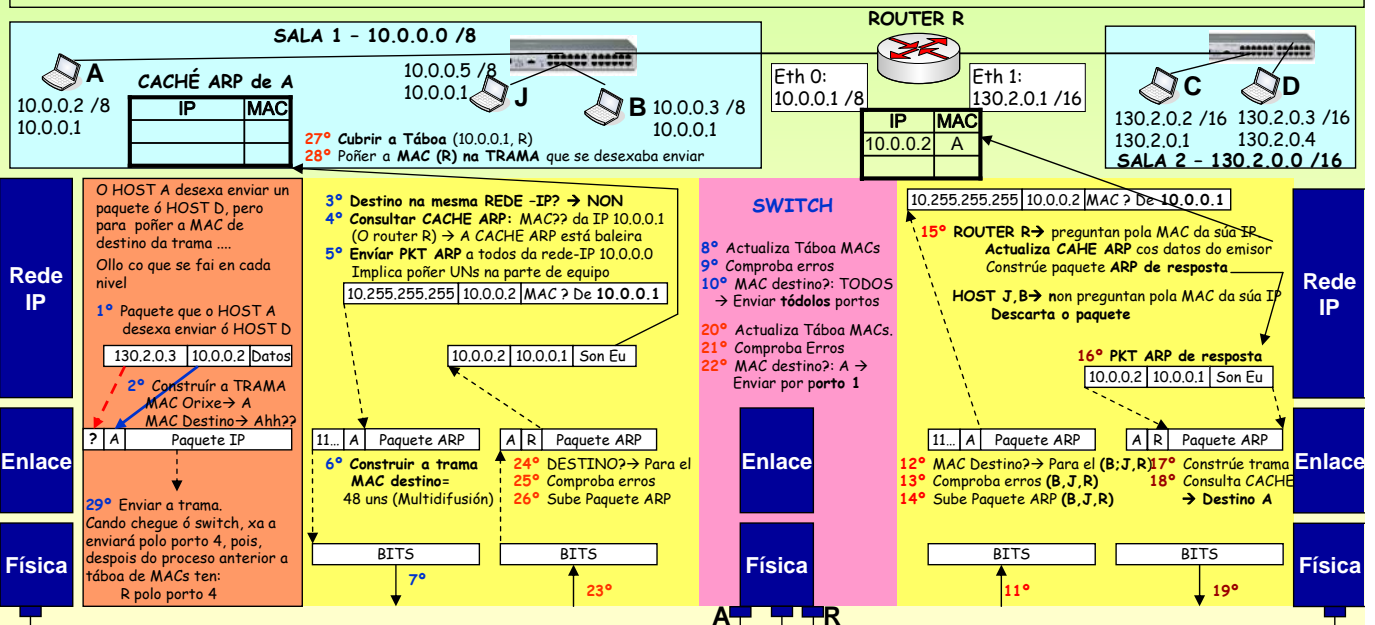 ROUTER R
SALA 1 – 10.0.0.0 /8
A
10.0.0.2 /8
10.0.0.1
CACHÉ ARP de A
IP MAC
10.0.0.5 /8
10.0.0.1
J
B
10.0.0.3 /8
10.0.0.1
27º Cubrir a Táboa (10.0.0.1, R)
28º Poñer a MAC (R) na TRAMA que se desexaba enviar
Eth 0:
10.0.0.1 /8
Eth 1:
130.2.0.1 /16
IP MAC
10.0.0.2 A
C
D
130.2.0.2 /16
130.2.0.1
130.2.0.3 /16
130.2.0.4
SALA 2 – 130.2.0.0 /16
Rede
IP
Enlace
Física
O HOST A desexa enviar un
paquete ó HOST D, pero
para poñer a MAC de
destino da trama ....
Ollo co que se fai en cada
nivel
1º Paquete que o HOST A
desexa enviar ó HOST D
130.2.0.3 10.0.0.2 Datos
2º Construír a TRAMA
MAC Orixe→ A
MAC Destino→ Ahh??
? A Paquete IP
29º Enviar a trama.
Cando chegue ó switch, xa a
enviará polo porto 4, pois,
despois do proceso anterior a
táboa de MACs ten:
R polo porto 4
3º Destino na mesma REDE -IP? → NON
4º Consultar CACHE ARP: MAC?? da IP 10.0.0.1
(O router R) → A CACHE ARP está baleira
5º Envíar PKT ARP a todos da rede-IP 10.0.0.0
Implica poñer UNs na parte de equipo
10.255.255.255 10.0.0.2 MAC ? De 10.0.0.1
10.0.0.2 10.0.0.1 Son Eu
11... A Paquete ARP
6º Construir a trama
MAC destino=
48 uns (Multidifusión)
A R Paquete ARP
24º DESTINO?→ Para el
25º Comproba erros
26º Sube Paquete ARP
BITS
7º
BITS
23º
SWITCH
8º Actualiza Táboa MACs
9º Comproba erros
10º MAC destino?: TODOS
→ Enviar tódolos portos
20º Actualiza Táboa MACs.
21º Comproba Erros
22º MAC destino?: A →
Enviar por porto 1
Enlace
Física
A
R
10.255.255.255 10.0.0.2 MAC ? De 10.0.0.1
15º ROUTER R→ preguntan pola MAC da súa IP
Actualiza CAHE ARP cos datos do emisor
Constrúe paquete ARP de resposta
HOST J,B→ non preguntan pola MAC da súa IP
Descarta o paquete
16º PKT ARP de resposta
10.0.0.2 10.0.0.1 Son Eu
11... A Paquete ARP
12º MAC Destino?→ Para el (B;J,R)
13º Comproba erros (B,J,R)
14º Sube Paquete ARP (B,J,R)
A R Paquete ARP
17º Constrúe trama
18º Consulta CACHE
→ Destino A
BITS
11º
BITS
19º
Rede
IP
Enlace
Física